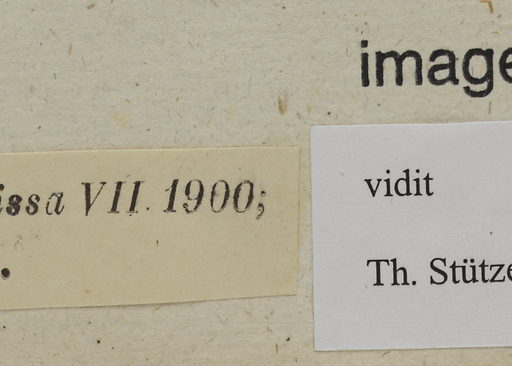 image
issa VII. 1900;
.
vidit
Th. Stütze